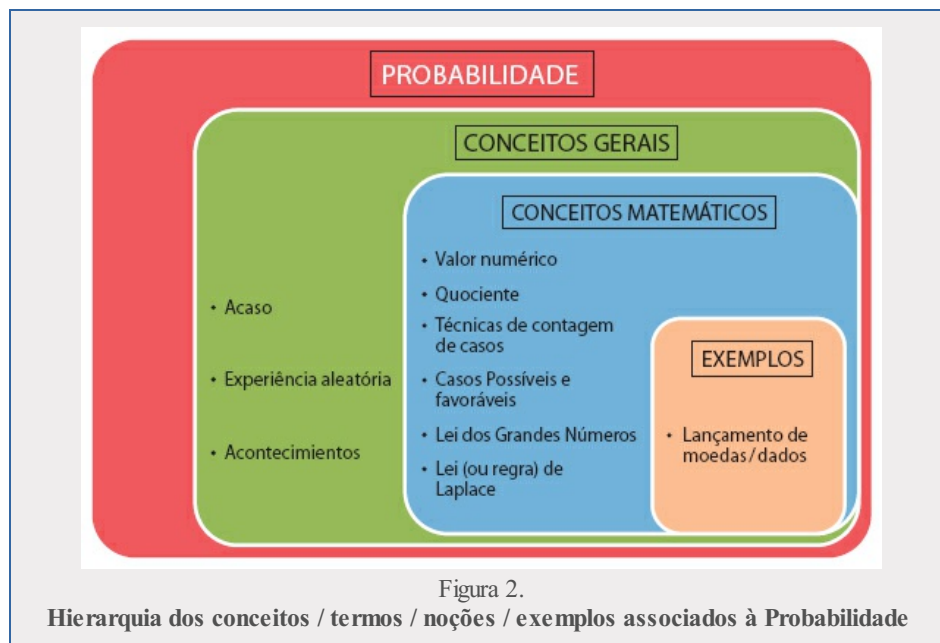 PROBABILIDADE
CONCEITOS GERAIS
• Acaso
• Experiência aleatória
• Acontecimentos
CONCEITOS MATEMÁTICOS
• Valor numérico
• Quociente
• Técnicas de contagem
de casos
• Casos Possíveis e
favoráveis
• Lei dos Grandes Números
• Lei (ou regra) de
Laplace
EXEMPLOS
• Lançamento de
moedas/dados
Figura 2.
Hierarquia dos conceitos / termos / noções / exemplos associados à Probabilidade